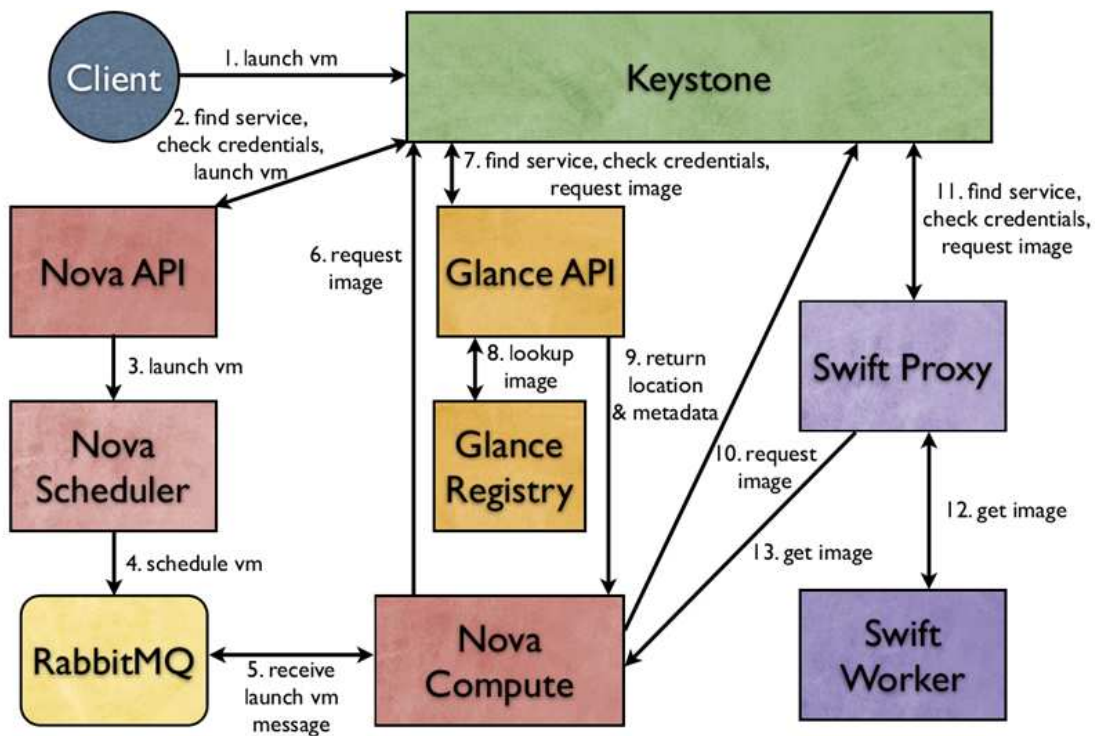 Client
1. launch vm
Keystone
2. find service,
check credentials,
launch vm
7. find service, check credentials,
request image
11. find service,
check credentials,
request image
Nova API
6. request
image
Glance API
3. launch vm
8. lookup
image
9. return
location
& metadata
Swift Proxy
Nova
Scheduler
Glance
Registry
10. request
image
12. get image
4. schedule vm
13. get image
RabbitMQ
5. receive
launch vm
message
Nova
Compute
Swift
Worker